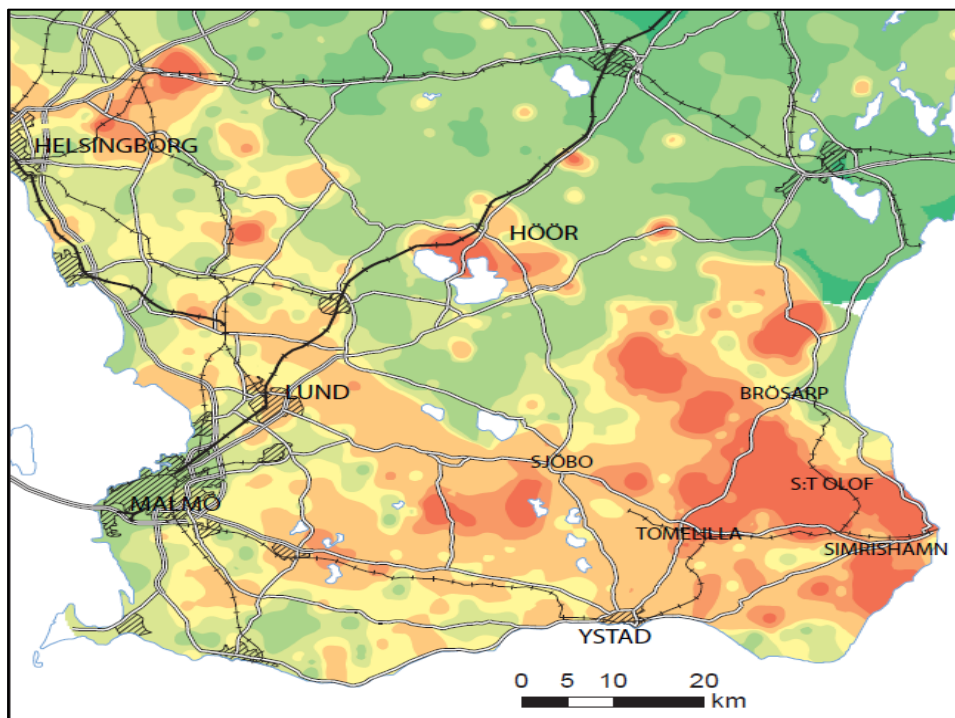 HELSINGBORG
HÖÖR
LUND
BRÖSARP
SJÖBO
S:T OLOF
MALMÖ
TOMELILLA
SIMRISHAMN
YSTAD
0 5 10 20
km